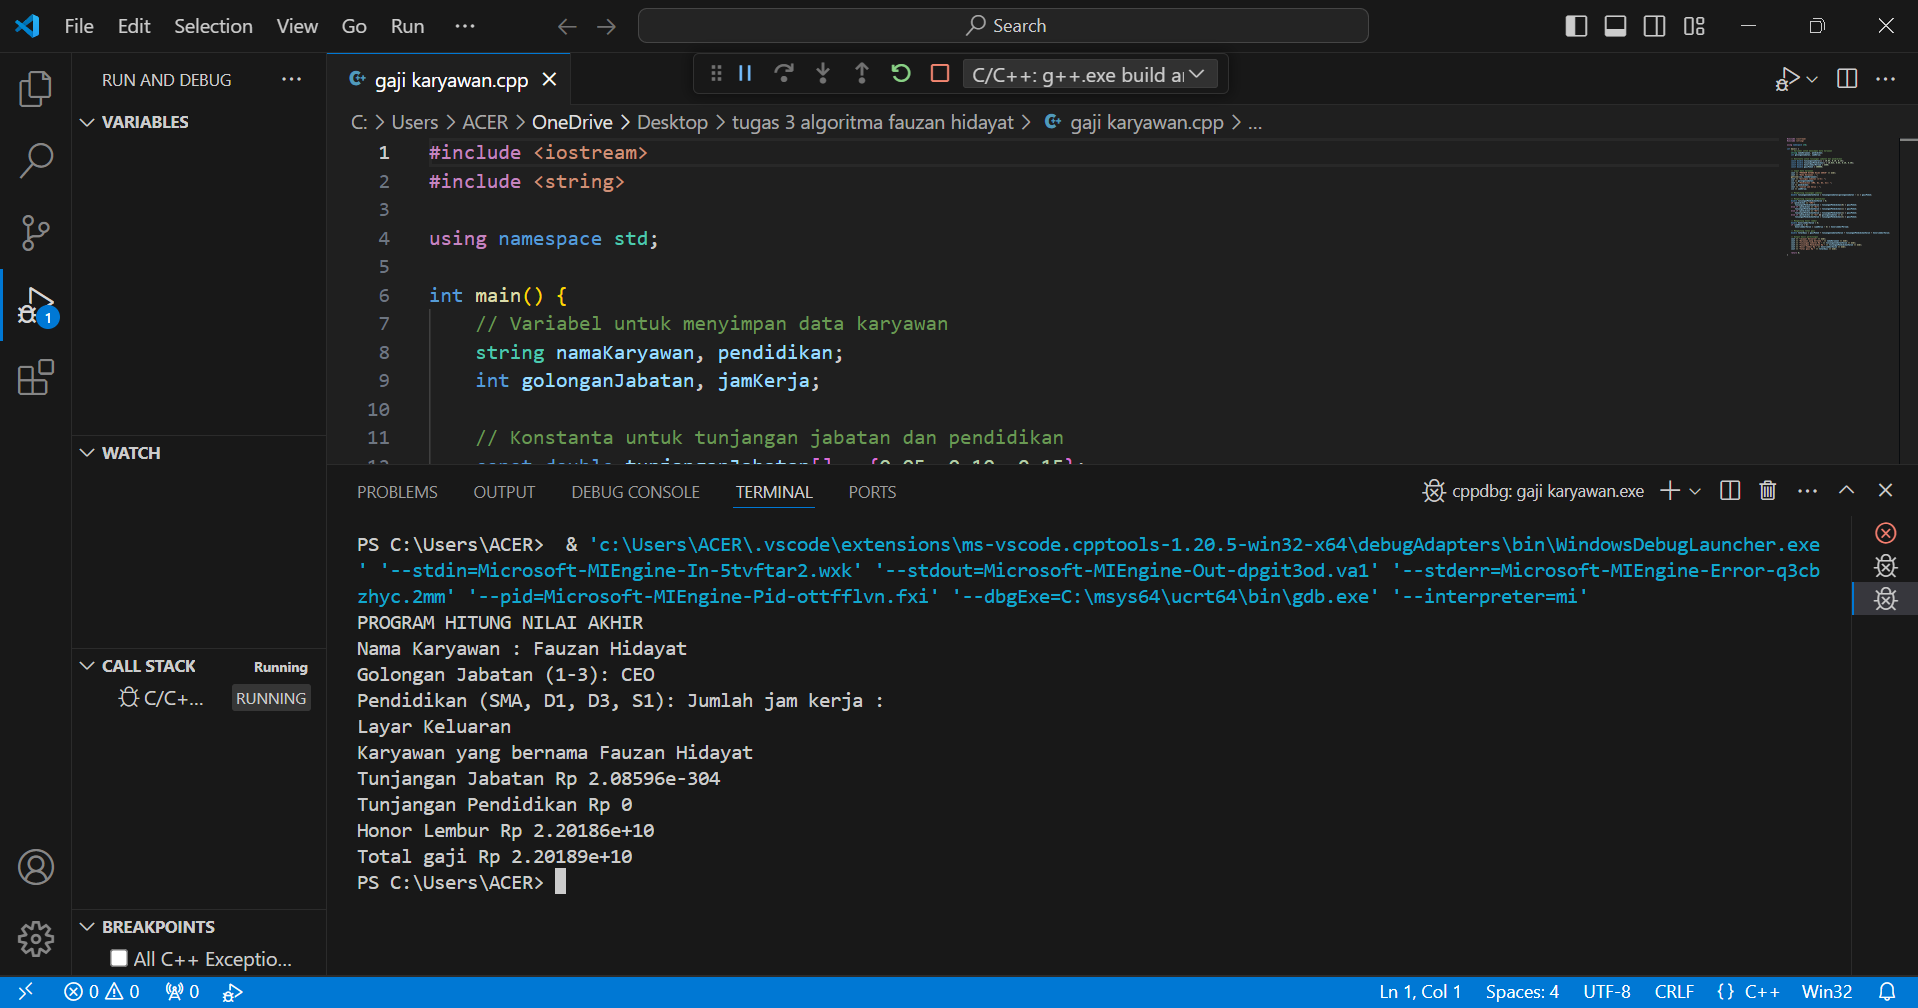 File Edit Selection View Go Run ···
Search
RUN AND DEBUG ···
gaji karyawan.cpp
C/C++: g++.exe build a
C: > Users > ACER > OneDrive > Desktop > tugas 3 algoritma fauzan hidayat > gaji karyawan.cpp > ...
VARIABLES
1 #include <iostream>
2 #include <string>
3
4 using namespace std;
5
6 int main() {
7 // Variabel untuk menyimpan data karyawan
8 string namaKaryawan, pendidikan;
9 int golonganJabatan, jamKerja;
10
11 // Konstanta untuk tunjangan jabatan dan pendidikan
WATCH
CALL STACK Running
C/C+... RUNNING
BREAKPOINTS
All C++ Exceptio...
1
PROBLEMS OUTPUT DEBUG CONSOLE TERMINAL PORTS
cppdbg: gaji karyawan.exe
PS C:\Users\ACER>  & 'c:\Users\ACER\.vscode\extensions\ms-vscode.cpptools-1.20.5-win32-x64\debugAdapters\bin\WindowsDebugLauncher.exe
' '--stdin=Microsoft-MIEngine-In-5tvftar2.wxk' '--stdout=Microsoft-MIEngine-Out-dpgit3od.va1' '--stderr=Microsoft-MIEngine-Error-q3cb
zhyc.2mm' '--pid=Microsoft-MIEngine-Pid-ottfflvn.fxi' '--dbgExe=C:\msys64\ucrt64\bin\gdb.exe' '--interpreter=mi'
PROGRAM HITUNG NILAI AKHIR
Nama Karyawan : Fauzan Hidayat
Golongan Jabatan (1-3): CEO
Pendidikan (SMA, D1, D3, S1): Jumlah jam kerja :
Layar Keluaran
Karyawan yang bernama Fauzan Hidayat
Tunjangan Jabatan Rp 2.08596e-304
Tunjangan Pendidikan Rp 0
Honor Lembur Rp 2.20186e+10
Total gaji Rp 2.20189e+10
PS C:\Users\ACER>
0 0 0
Ln 1, Col 1 Spaces: 4 UTF-8 CRLF {} C++ Win32